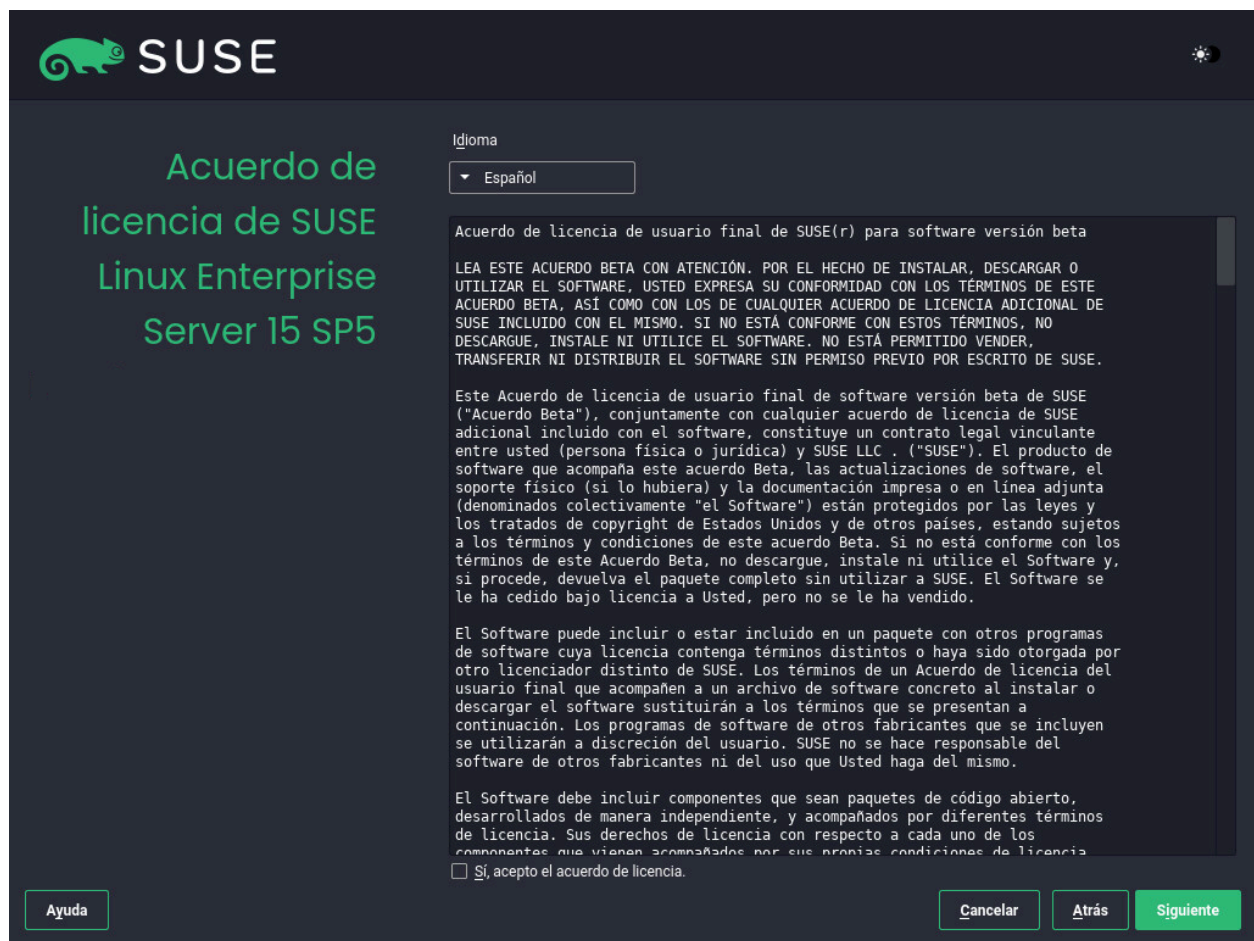 SUSE
Acuerdo de
licencia de SUSE
Linux Enterprise
Server 15 SP5
Idioma
Español
Acuerdo de licencia de usuario final de SUSE(r) para software versión beta
LEA ESTE ACUERDO BETA CON ATENCIÓN. POR EL HECHO DE INSTALAR, DESCARGAR O
UTILIZAR EL SOFTWARE, USTED EXPRESA SU CONFORMIDAD CON LOS TÉRMINOS DE ESTE
ACUERDO BETA, ASÍ COMO CON LOS DE CUALQUIER ACUERDO DE LICENCIA ADICIONAL DE
SUSE INCLUIDO CON EL MISMO. SI NO ESTÁ CONFORME CON ESTOS TÉRMINOS, NO
DESCARGUE, INSTALE NI UTILICE EL SOFTWARE. NO ESTÁ PERMITIDO VENDER,
TRANSFERIR NI DISTRIBUIR EL SOFTWARE SIN PERMISO PREVIO POR ESCRITO DE SUSE.
Este Acuerdo de licencia de usuario final de software versión beta de SUSE
("Acuerdo Beta"), conjuntamente con cualquier acuerdo de licencia de SUSE
adicional incluido con el software, constituye un contrato legal vinculante
entre usted (persona física o jurídica) y SUSE LLC . ("SUSE"). El producto de
software que acompaña este acuerdo Beta, las actualizaciones de software, el
soporte físico (si lo hubiera) y la documentación impresa o en línea adjunta
(denominados colectivamente "el Software") están protegidos por las leyes y
los tratados de copyright de Estados Unidos y de otros países, estando sujetos
a los términos y condiciones de este acuerdo Beta. Si no está conforme con los
términos de este Acuerdo Beta, no descargue, instale ni utilice el Software y,
si procede, devuelva el paquete completo sin utilizar a SUSE. El Software se
le ha cedido bajo licencia a Usted, pero no se le ha vendido.
El Software puede incluir o estar incluido en un paquete con otros programas
de software cuya licencia contenga términos distintos o haya sido otorgada por
otro licenciador distinto de SUSE. Los términos de un Acuerdo de licencia del
usuario final que acompañen a un archivo de software concreto al instalar o
descargar el software sustituirán a los términos que se presentan a
continuación. Los programas de software de otros fabricantes que se incluyen
se utilizarán a discreción del usuario. SUSE no se hace responsable del
software de otros fabricantes ni del uso que Usted haga del mismo.
El Software debe incluir componentes que sean paquetes de código abierto,
desarrollados de manera independiente, y acompañados por diferentes términos
de licencia. Sus derechos de licencia con respecto a cada uno de los
componentes que vienen acompañados por sus propias condiciones de licencia
Sí, acepto el acuerdo de licencia.
Ayuda
Cancelar
Atrás
Siguiente